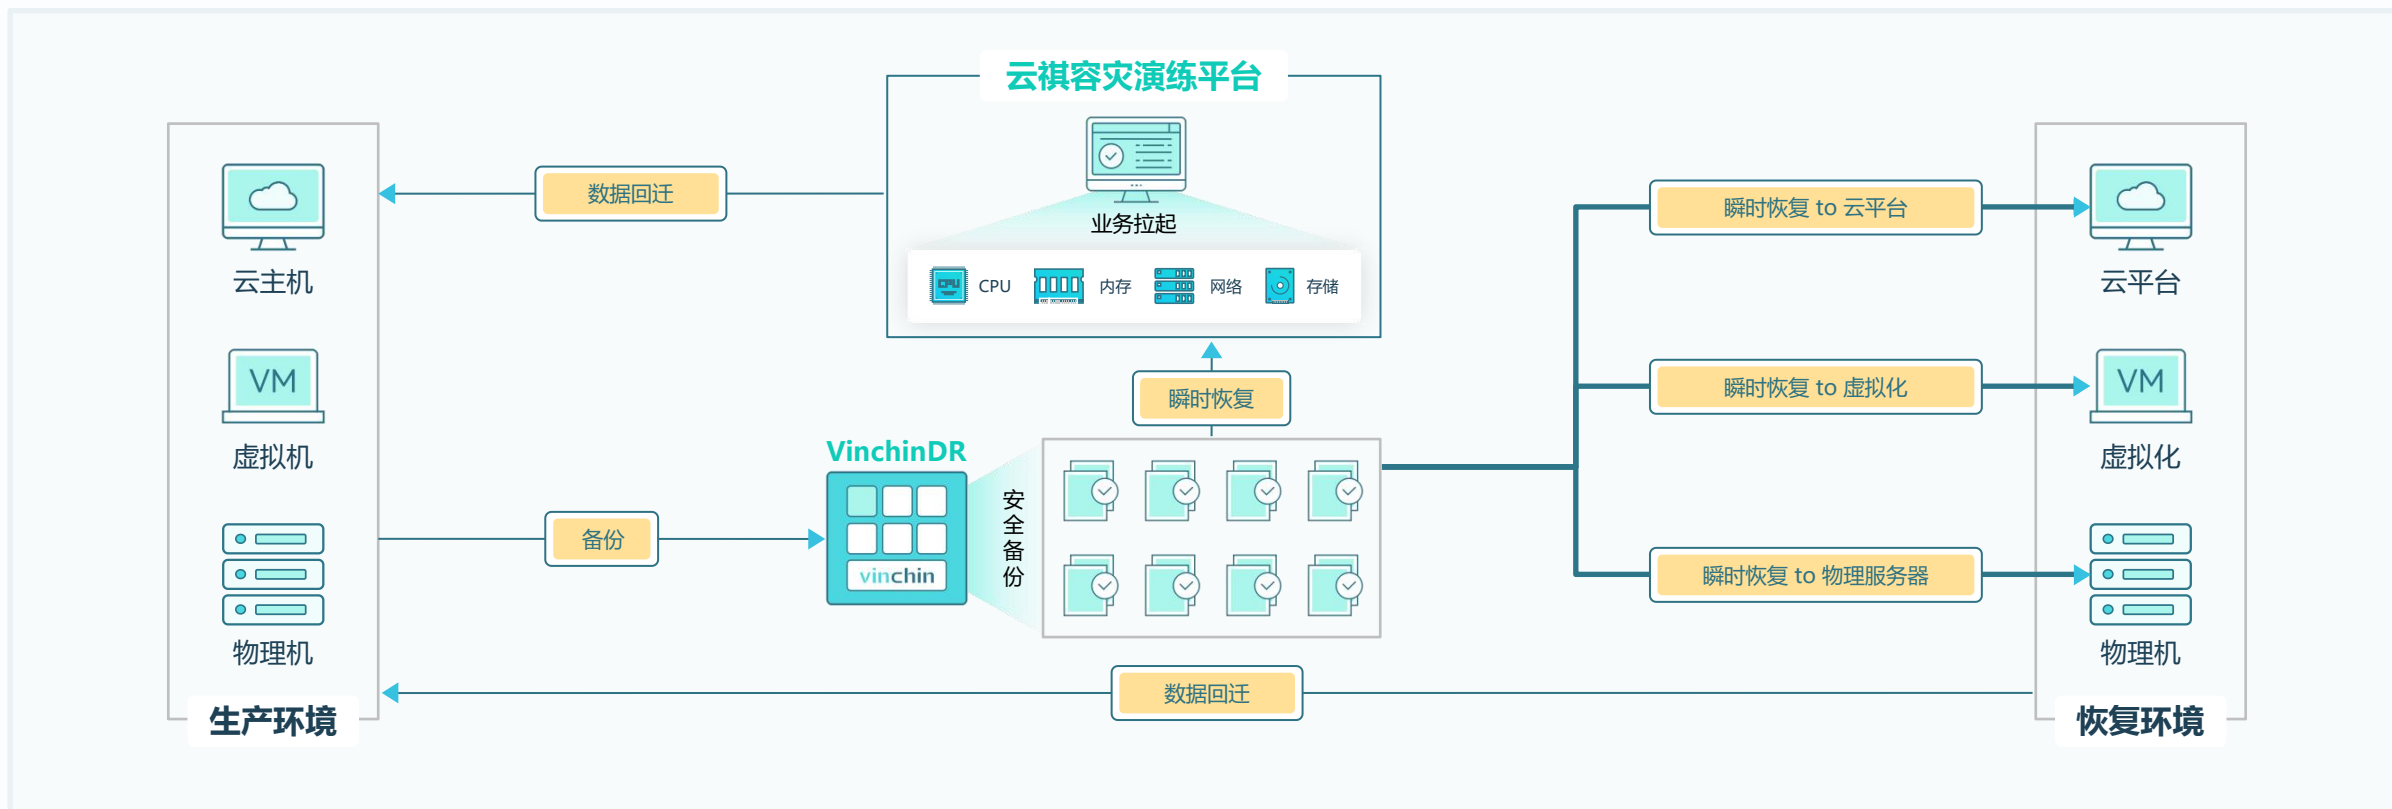 云祺容灾演练平台
业务拉起
CPU
CPU
内存
网络
存储
数据回迁
云主机
VM
虚拟机
物理机
生产环境
备份
VinchinDR
vinchin
安全备份
瞬时恢复
瞬时恢复 to 云平台
瞬时恢复 to 虚拟化
瞬时恢复 to 物理服务器
云平台
VM
虚拟化
物理机
恢复环境
数据回迁